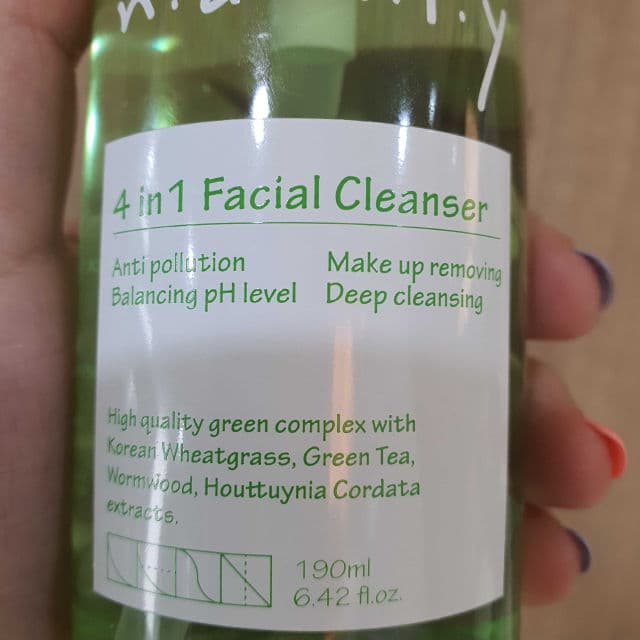 4 in 1 Facial Cleanser
Anti pollution Make up removing
Balancing pH level Deep cleansing
High quality green complex with
Korean Wheatgrass, Green Tea,
Wormwood, Houttuynia Cordata
extracts.
190ml
6.42 fl.oz.